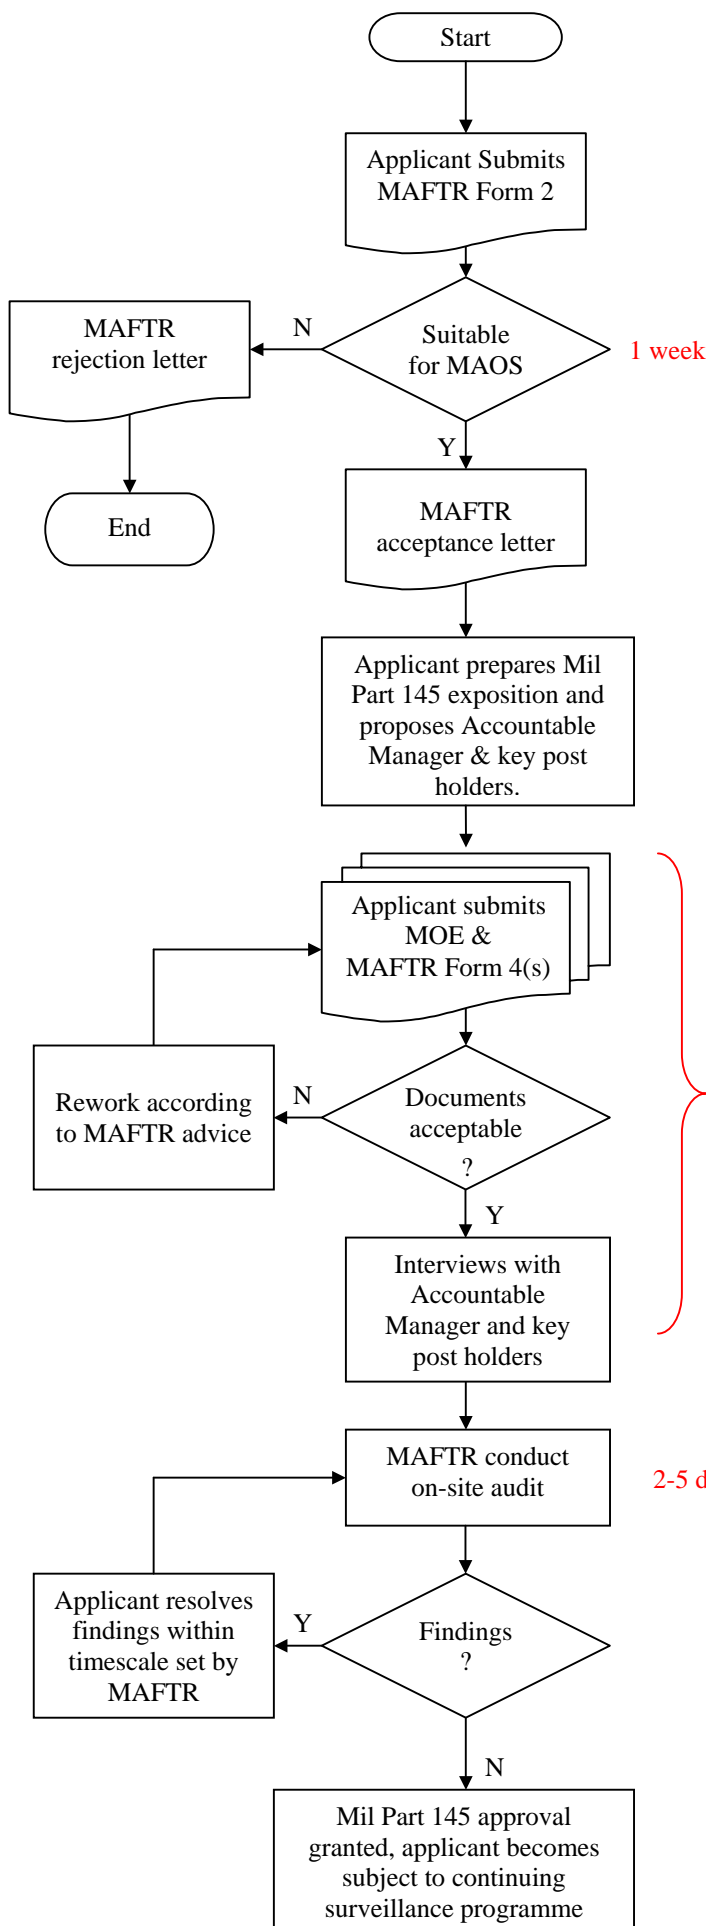 Start
Applicant Submits
MAFTR Form 2
MAFTR
rejection letter
N
Suitable
for MAOS
1 week
Y
End
MAFTR
acceptance letter
Applicant prepares Mil
Part 145 exposition and
proposes Accountable
Manager & key post
holders.
Applicant submits
MOE &
MAFTR Form 4(s)
Rework according
to MAFTR advice
N
Documents
acceptable
?
Y
Interviews with
Accountable
Manager and key
post holders
MAFTR conduct
on-site audit
2-5 d
Applicant resolves
findings within
timescale set by
MAFTR
Y
Findings
?
N
Mil Part 145 approval
granted, applicant becomes
subject to continuing
surveillance programme